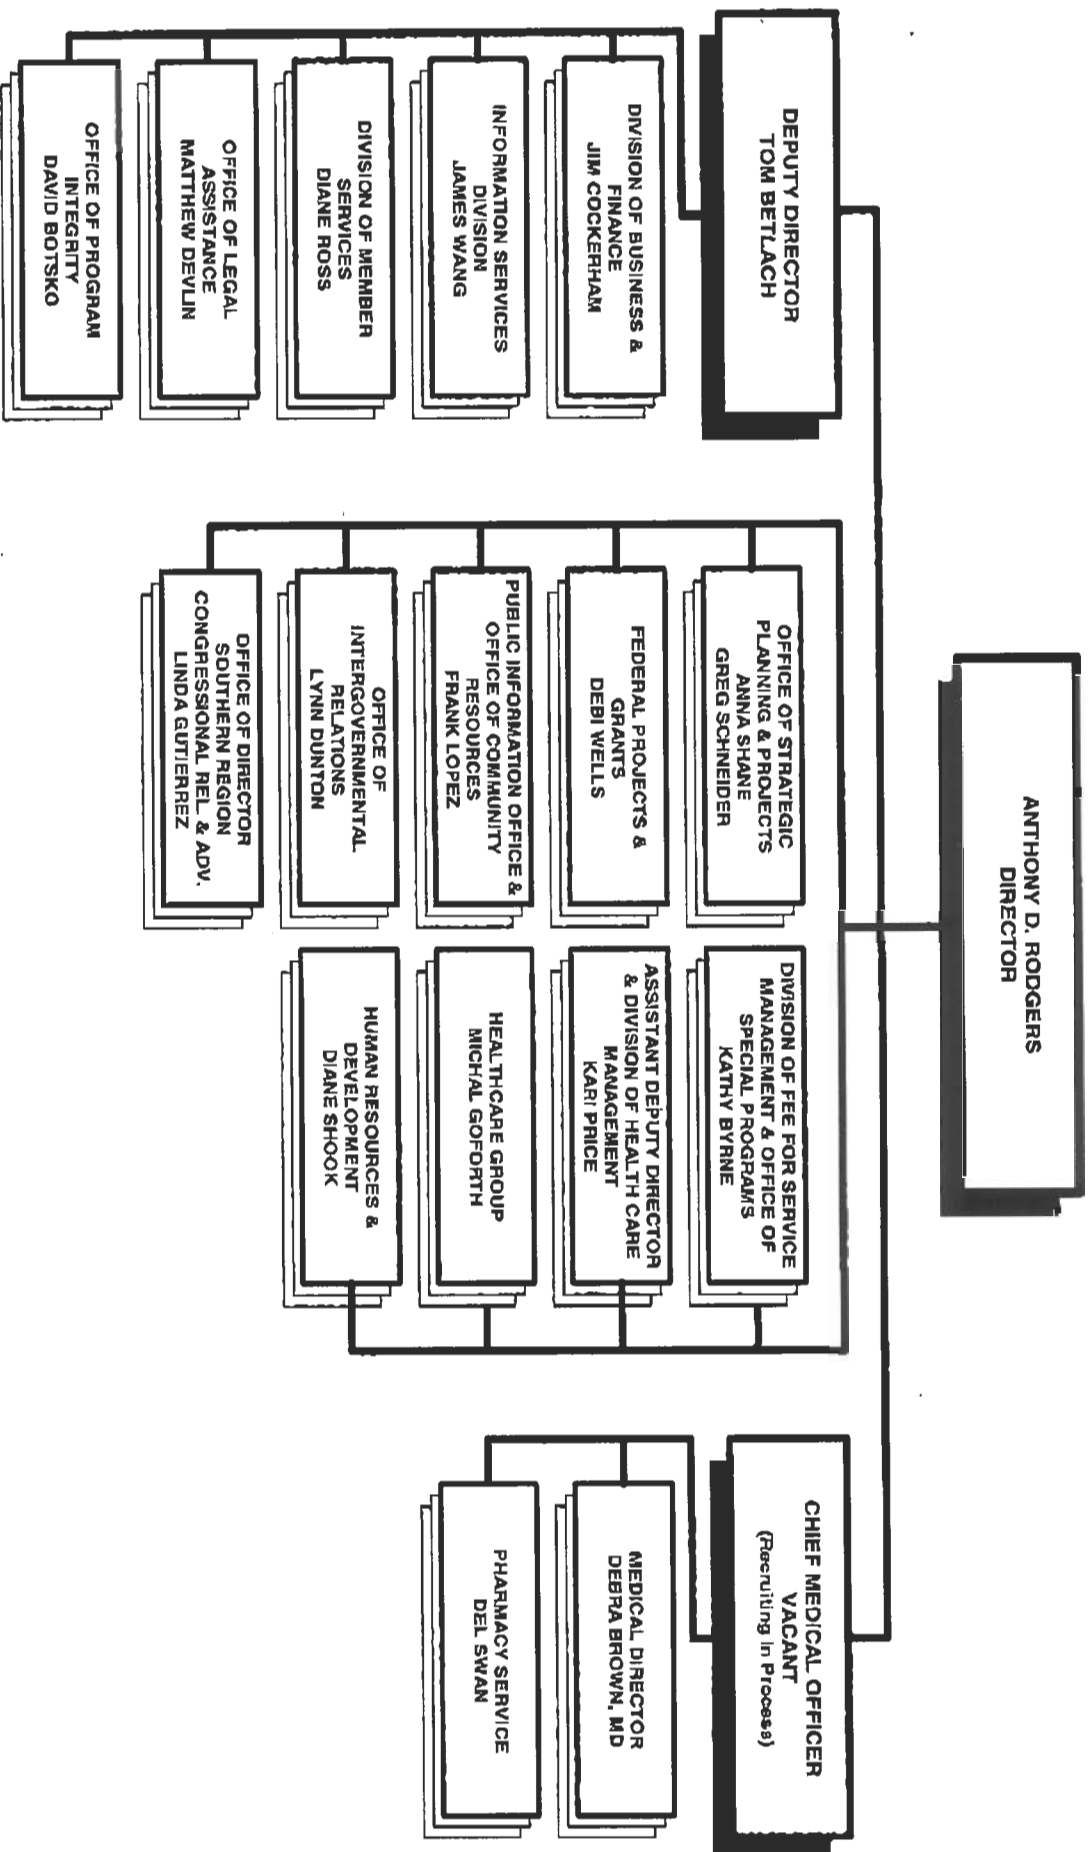 ANTHONY D. RODGERS
DIRECTOR
DEPUTY DIRECTOR
TOM BETLACH
DIVISION OF BUSINESS &
FINANCE
JIM COCKERHAM
INFORMATION SERVICES
DIVISION
JAMES WANG
DIVISION OF MEMBER
SERVICES
DIANE ROSS
OFFICE OF LEGAL
ASSISTANCE
MATTHEW DEVLIN
OFFICE OF PROGRAM
INTEGRITY
DAVID BOTSKO
OFFICE OF STRATEGIC
PLANNING & PROJECTS
ANNA SHANE
GREG SCHNEIDER
FEDERAL PROJECTS &
GRANTS
DEBI WELLS
PUBLIC INFORMATION OFFICE &
OFFICE OF COMMUNITY
RESOURCES
FRANK LOPEZ
OFFICE OF
INTERGOVERNMENTAL
RELATIONS
LYNN DUNTON
OFFICE OF DIRECTOR
SOUTHERN REGION
CONGRESSIONAL REL. & ADV.
LINDA GUTIERREZ
DIVISION OF FEE FOR SERVICE
MANAGEMENT & OFFICE OF
SPECIAL PROGRAMS
KATHY BYRNE
ASSISTANT DEPUTY DIRECTOR
& DIVISION OF HEALTH CARE
MANAGEMENT
KARI PRICE
HEALTHCARE GROUP
MICHAL GOFORTH
HUMAN RESOURCES &
DEVELOPMENT
DIANE SHOOK
CHIEF MEDICAL OFFICER
VACANT
(Recruiting in Process)
MEDICAL DIRECTOR
DEBRA BROWN, MD
PHARMACY SERVICE
DEL SWAN